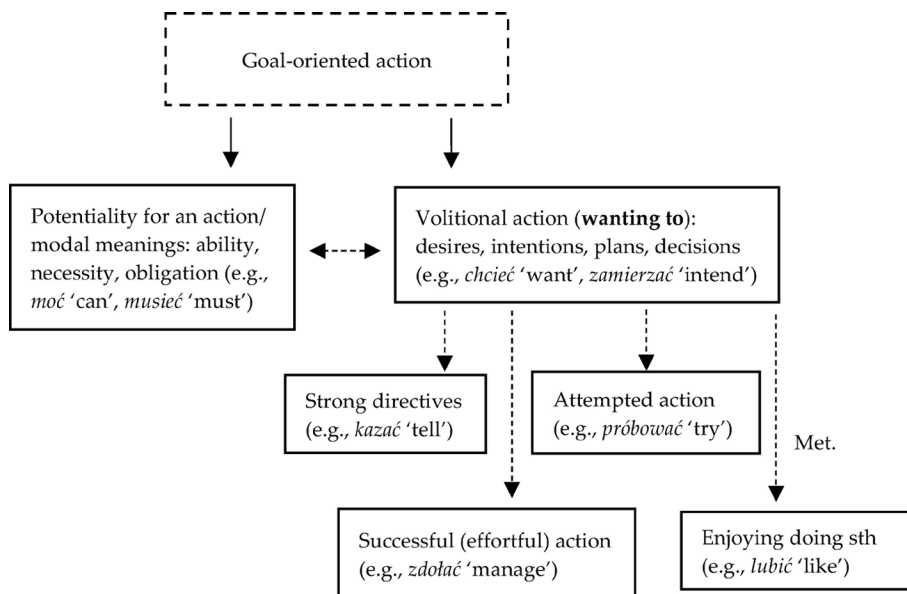 Goal-oriented action
Potentiality for an action/
modal meanings: ability,
necessity, obligation (e.g.,
moć ‘can’, musieć ‘must’)
Volitional action (wanting to):
desires, intentions, plans, decisions
(e.g., chcieć ‘want’, zamierzać ‘intend’)
Strong directives
(e.g., kazać ‘tell’)
Attempted action
(e.g., próbować ‘try’)
Met.
Successful (effortful) action
(e.g., zdołać ‘manage’)
Enjoying doing sth
(e.g., lubić ‘like’)